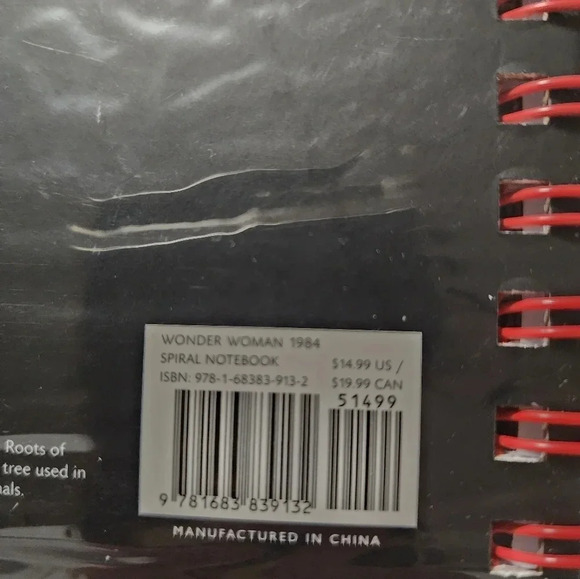 WONDER WOMAN 1984
SPIRAL NOTEBOOK
ISBN: 978-1-68383-913-2
$14.99 US /
$19.99 CAN
51499
9 781683 839132
MANUFACTURED IN CHINA
Roots of
tree used in
als.